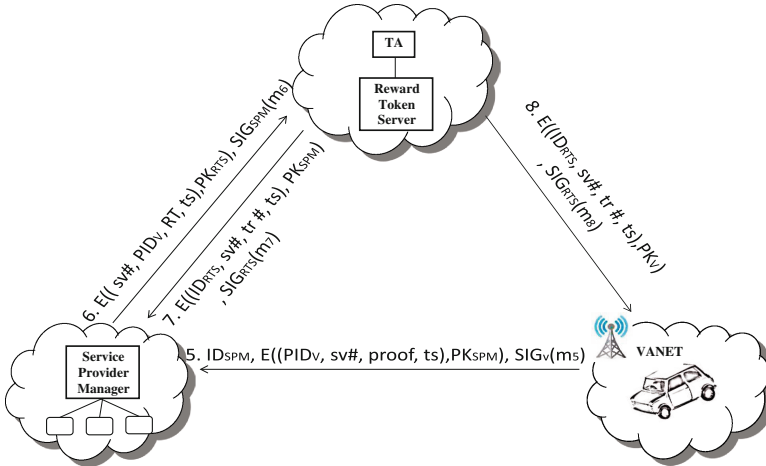 TA
Reward
Token
Server
6. E(( sv#, PIDV, RT, ts),PKRTS), SIGSPM(m6)
7. E((IDRTS, sv#, tr #, ts), PKSPM)
, SIGRTS(m7)
8. E((IDRTS, sv#, tr #, ts),PKV)
, SIGRTS(m8)
Service
Provider
Manager
5. IDSPM, E((PIDV, sv#, proof, ts),PKSPM), SIGV(m5)
VANET